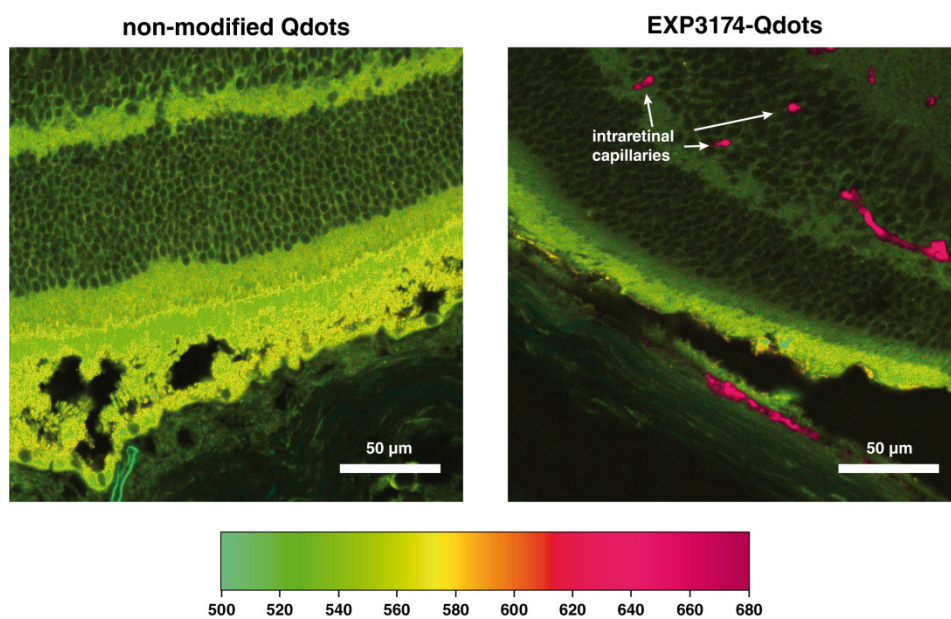 non-modified Qdots
EXP3174-Qdots
intraretinal
capillaries
50 µm
50 µm
500 520 540 560 580 600 620 640 660 680